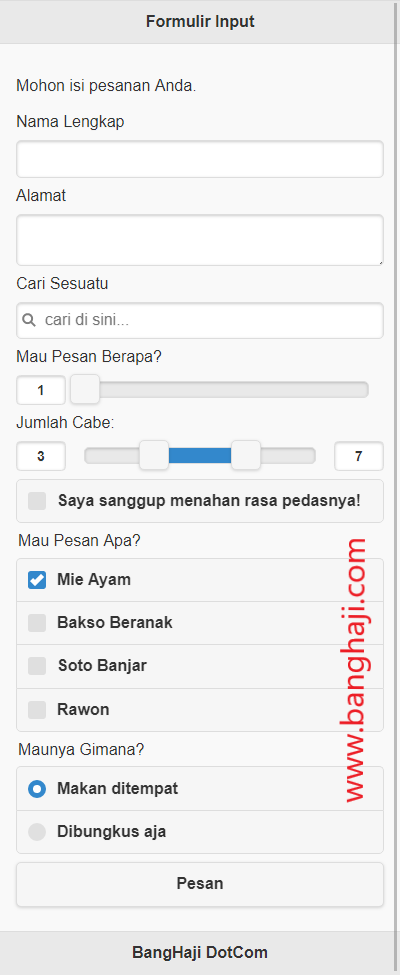 Formulir Input
Mohon isi pesanan Anda.
Nama Lengkap
Alamat
Cari Sesuatu
cari di sini...
Mau Pesan Berapa?
1
Jumlah Cabe:
3
7
Saya sanggup menahan rasa pedasnya!
Mau Pesan Apa?
Mie Ayam
Bakso Beranak
Soto Banjar
Rawon
www.banghaji.com
Maunya Gimana?
Makan ditempat
Dibungkus aja
Pesan
BangHaji DotCom